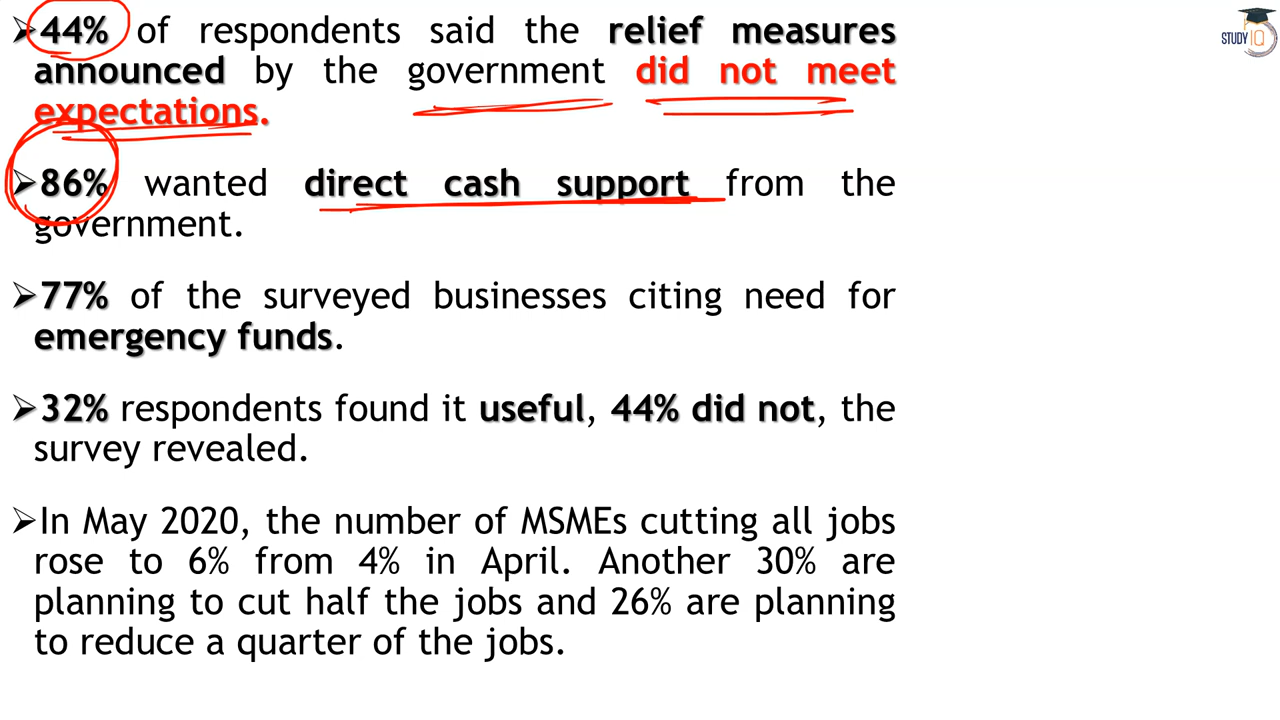 ➢44% of respondents said the relief measures
announced by the government did not meet
expectations.
➢86% wanted direct cash support from the
government.
➢77% of the surveyed businesses citing need for
emergency funds.
➢32% respondents found it useful, 44% did not, the
survey revealed.
➢In May 2020, the number of MSMEs cutting all jobs
rose to 6% from 4% in April. Another 30% are
planning to cut half the jobs and 26% are planning
to reduce a quarter of the jobs.
STUDY IQ